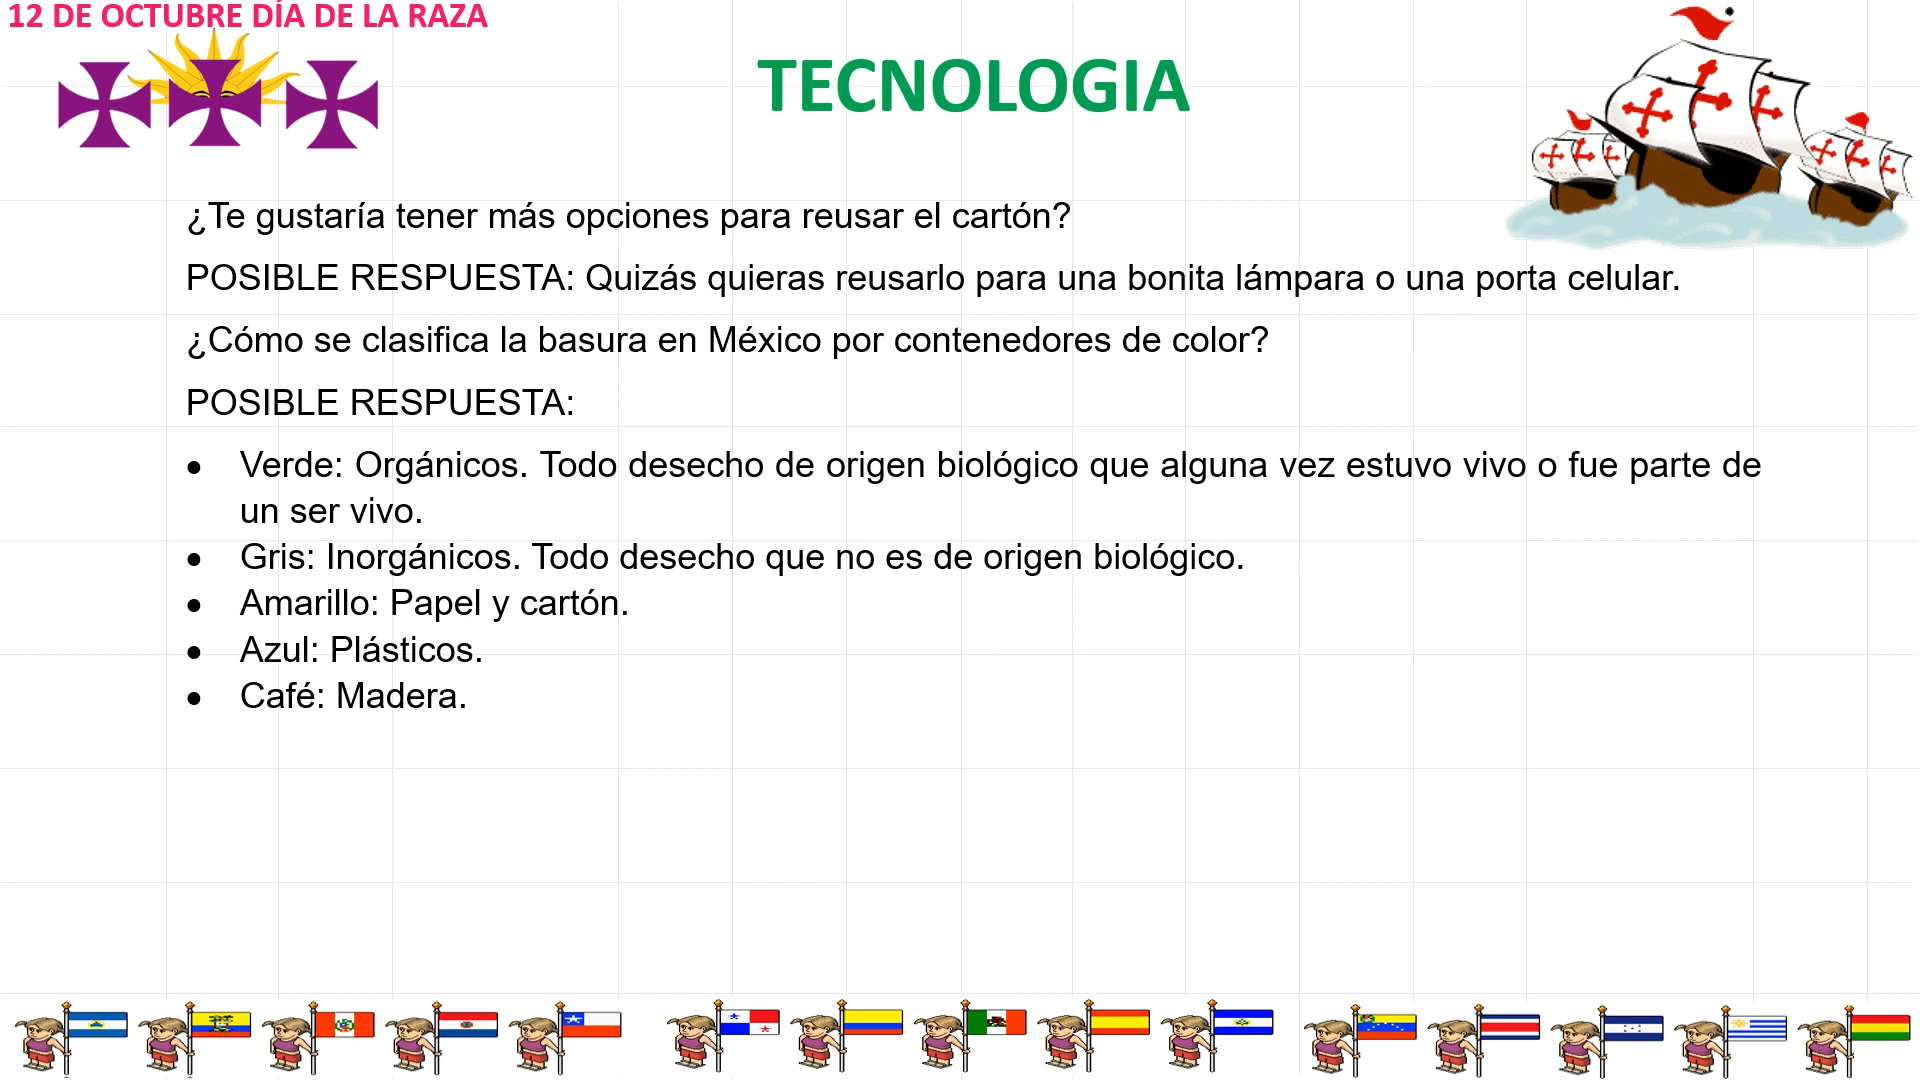 12 DE OCTUBRE DÍA DE LA RAZA
TECNOLOGIA
¿Te gustaría tener más opciones para reusar el cartón?
POSIBLE RESPUESTA: Quizás quieras reusarlo para una bonita lámpara o una porta celular.
¿Cómo se clasifica la basura en México por contenedores de color?
POSIBLE RESPUESTA:
• Verde: Orgánicos. Todo desecho de origen biológico que alguna vez estuvo vivo o fue parte de
un ser vivo.
• Gris: Inorgánicos. Todo desecho que no es de origen biológico.
• Amarillo: Papel y cartón.
• Azul: Plásticos.
• Café: Madera.